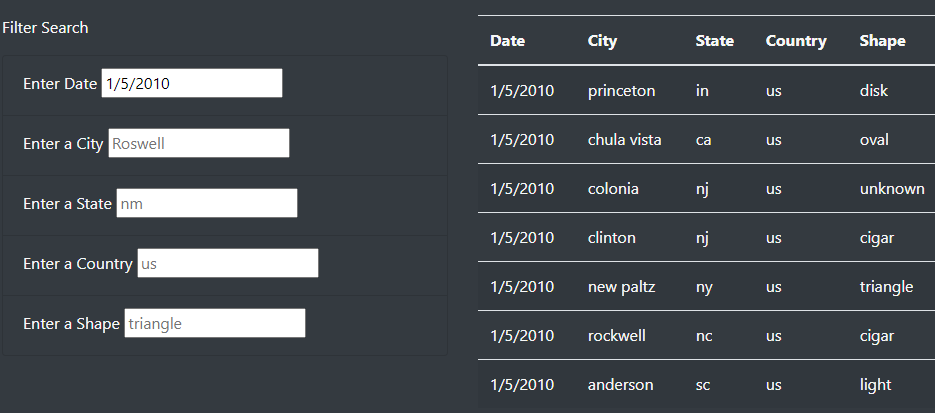 Filter Search
Enter Date 1/5/2010
Enter a City Roswell
Enter a State nm
Enter a Country us
Enter a Shape triangle
Date City State Country Shape
1/5/2010 princeton in us disk
1/5/2010 chula vista ca us oval
1/5/2010 colonia nj us unknown
1/5/2010 clinton nj us cigar
1/5/2010 new paltz ny us triangle
1/5/2010 rockwell nc us cigar
1/5/2010 anderson sc us light